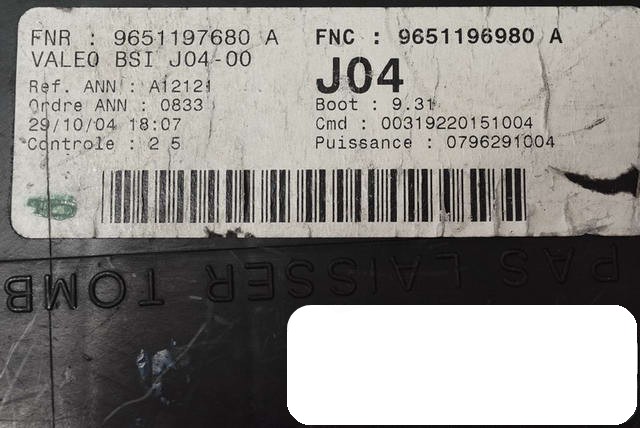 FNR : 9651197680 A
FNC : 9651196980 A
VALEO BSI J04-00
J04
Ref. ANN : A12121
Ordre ANN : 0833
Boot : 9.31
29/10/04 18:07
Cmd : 00319220151004
Controle : 2 5
Puissance : 0796291004
PAS LAISSER TOMB